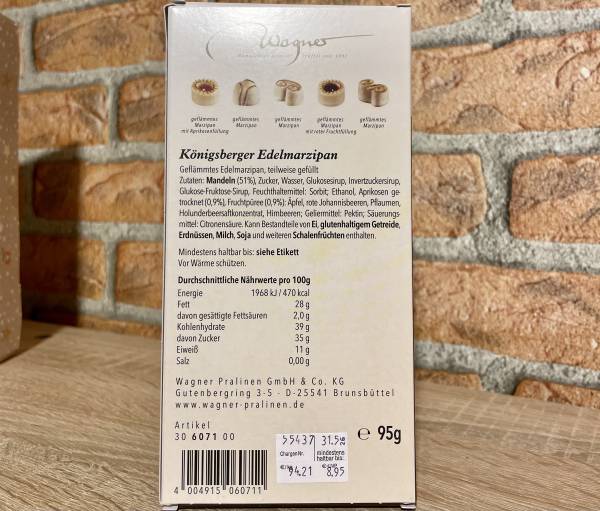 Wagner
geflämmtes
Marzipan
mit Aprikosenfüllung
geflämmtes
Marzipan
geflämmtes
Marzipan
geflämmtes
Marzipan
mit roter Fruchtfüllung
geflämmtes
Marzipan
Königsberger Edelmarzipan
Geflämmtes Edelmarzipan, teilweise gefüllt
Zutaten: Mandeln (51%), Zucker, Wasser, Glukosesirup, Invertzuckersirup,
Glukose-Fruktose-Sirup, Feuchthaltemittel: Sorbit; Ethanol, Aprikosen ge-
trocknet (0,9%), Fruchtpüree (0,9%): Äpfel, rote Johannisbeeren, Pflaumen,
Holunderbeersaftkonzentrat, Himbeeren; Geliermittel: Pektin; Säuerungs-
mittel: Citronensäure. Kann Bestandteile von Ei, glutenhaltigem Getreide,
Erdnüssen, Milch, Soja und weiteren Schalenfrüchten enthalten.
Mindestens haltbar bis: siehe Etikett
Vor Wärme schützen.
Durchschnittliche Nährwerte pro 100g
Energie 1968 kJ / 470 kcal
Fett 28 g
davon gesättigte Fettsäuren 2,0 g
Kohlenhydrate 39 g
davon Zucker 35 g
Eiweiß 11 g
Salz 0,00 g
Wagner Pralinen GmbH & Co. KG
Gutenbergring 3-5 · D-25541 Brunsbüttel
www.wagner-pralinen.de
Artikel
30 6071 00
55437 31.5.
Chargen Nr. mindestens
haltbar bis:
94.21 8.95
e 95g
4 004915 060711